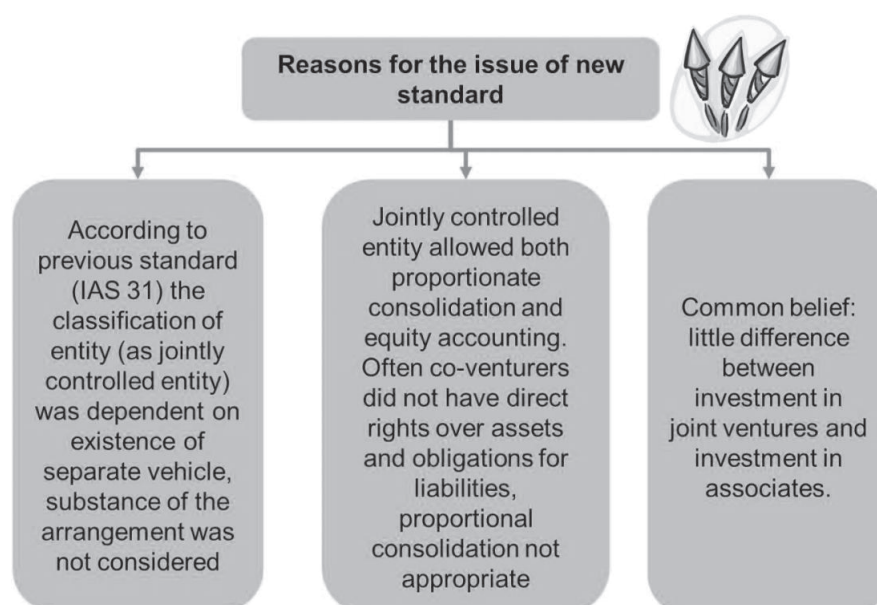 Reasons for the issue of new
standard
According to
previous standard
(IAS 31) the
classification of
entity (as jointly
controlled entity)
was dependent on
existence of
separate vehicle,
substance of the
arrangement was
not considered
Jointly controlled
entity allowed both
proportionate
consolidation and
equity accounting.
Often co-venturers
did not have direct
rights over assets
and obligations for
liabilities,
proportional
consolidation not
appropriate
Common belief:
little difference
between
investment in
joint ventures and
investment in
associates.